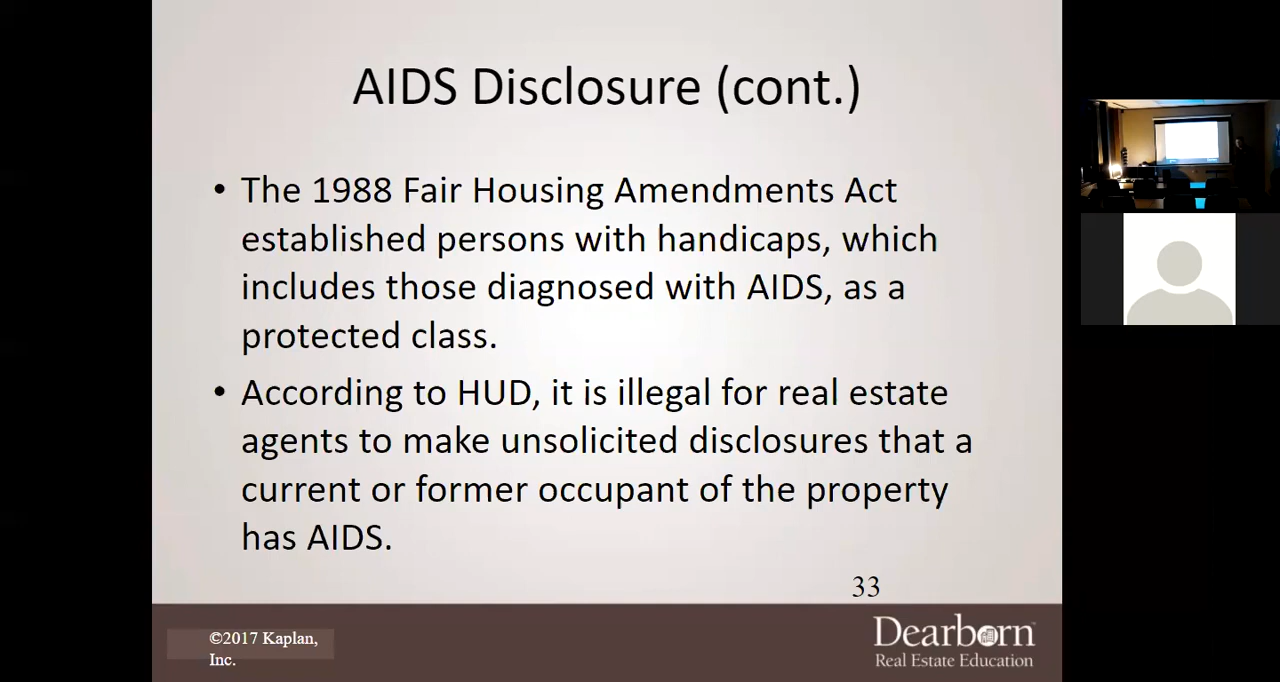 AIDS Disclosure (cont.)
• The 1988 Fair Housing Amendments Act
established persons with handicaps, which
includes those diagnosed with AIDS, as a
protected class.
• According to HUD, it is illegal for real estate
agents to make unsolicited disclosures that a
current or former occupant of the property
has AIDS.
33
©2017 Kaplan,
Inc.
Dearborn™
Real Estate Education